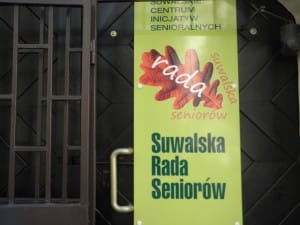 SUWALSKIE
CENTRUM
INICJATYW
SENIORALNYCH
rada
suwalska
seniorów
Suwalska
Rada
Seniorów